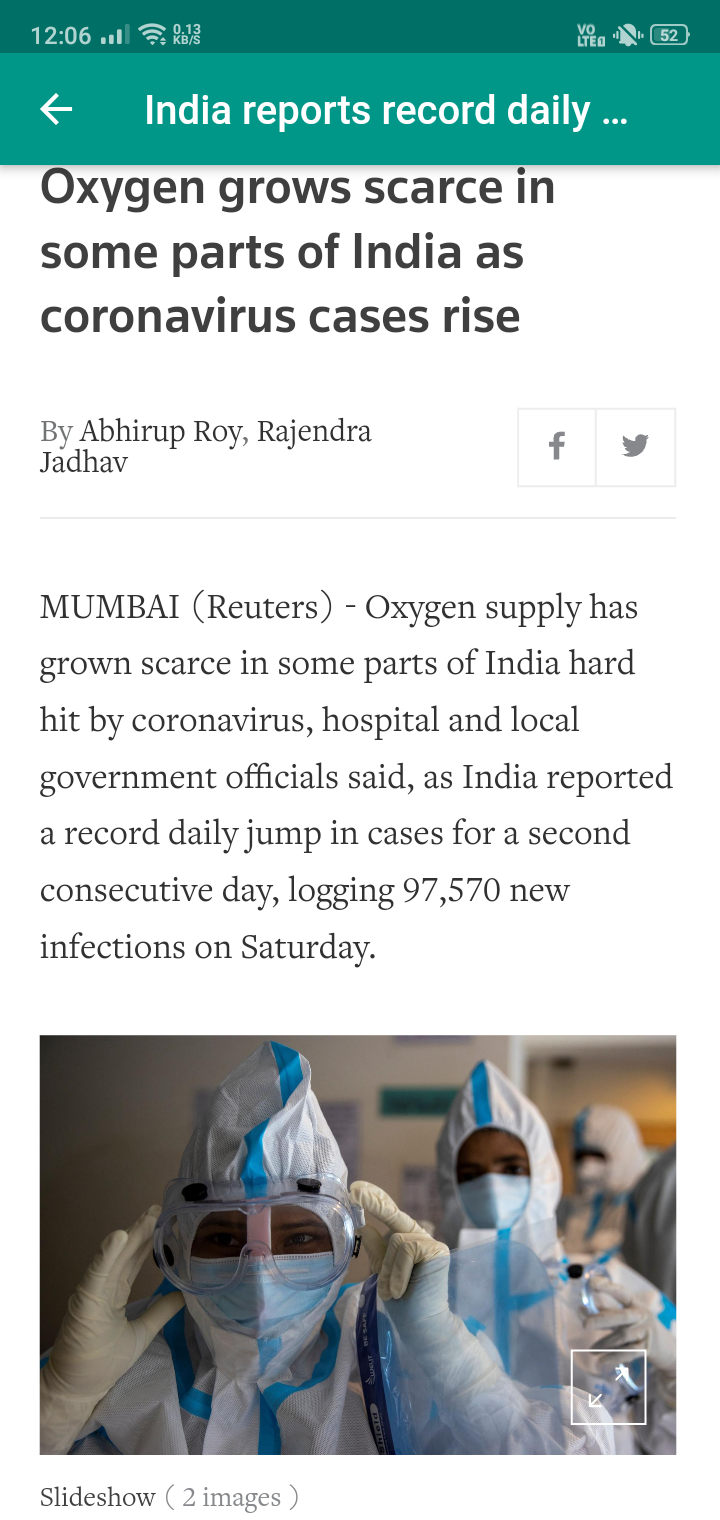 12:06 0.13 KB/S VO LTE 52
India reports record daily ...
Oxygen grows scarce in
some parts of India as
coronavirus cases rise
By Abhirup Roy, Rajendra
Jadhav
MUMBAI (Reuters) - Oxygen supply has
grown scarce in some parts of India hard
hit by coronavirus, hospital and local
government officials said, as India reported
a record daily jump in cases for a second
consecutive day, logging 97,570 new
infections on Saturday.
Slideshow ( 2 images )